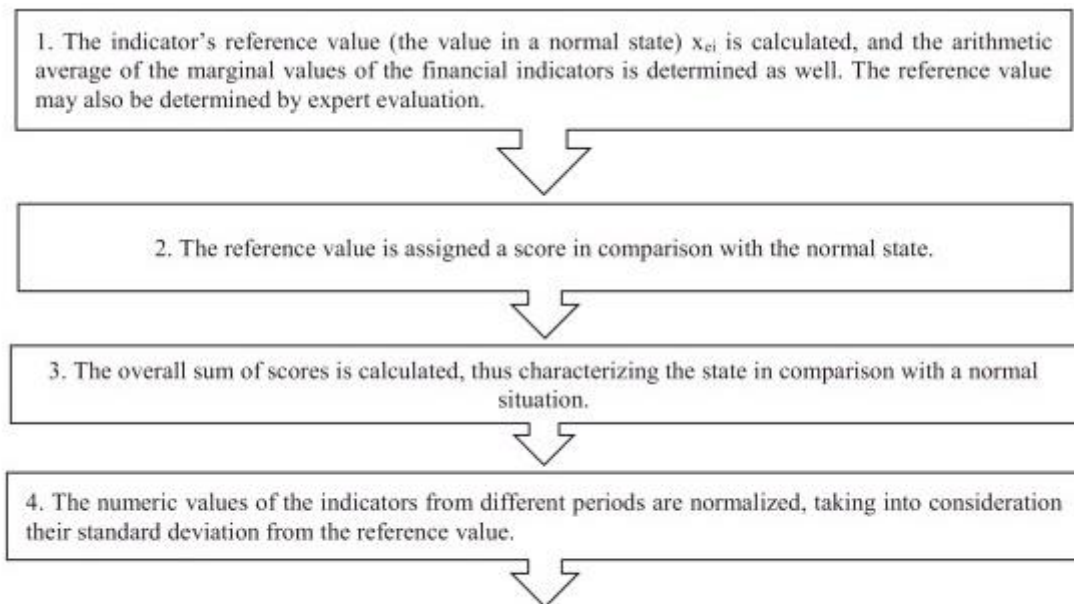 1. The indicator's reference value (the value in a normal state) xei is calculated, and the arithmetic
average of the marginal values of the financial indicators is determined as well. The reference value
may also be determined by expert evaluation.
2. The reference value is assigned a score in comparison with the normal state.
3. The overall sum of scores is calculated, thus characterizing the state in comparison with a normal
situation.
4. The numeric values of the indicators from different periods are normalized, taking into consideration
their standard deviation from the reference value.